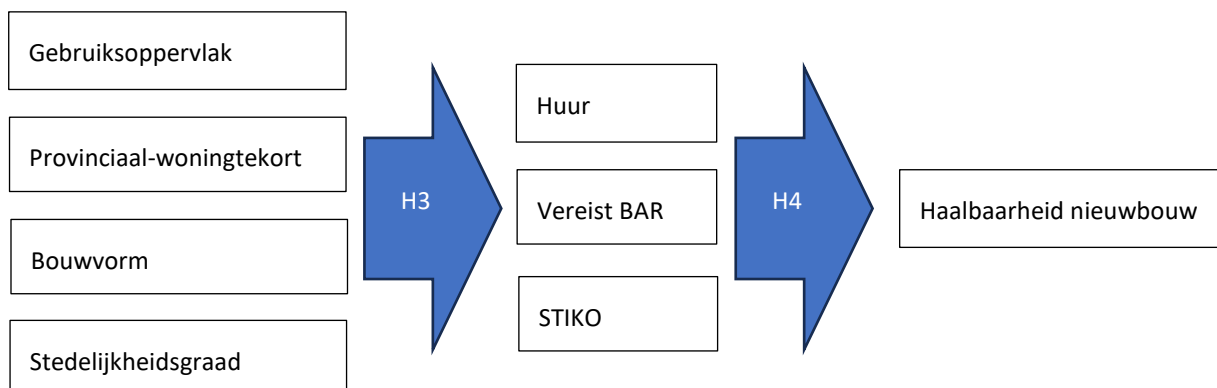 Gebruiksoppervlak
Provinciaal-woningtekort
Bouwvorm
Stedelijkheidsgraad
H3
Huur
Vereist BAR
STIKO
H4
Haalbaarheid nieuwbouw